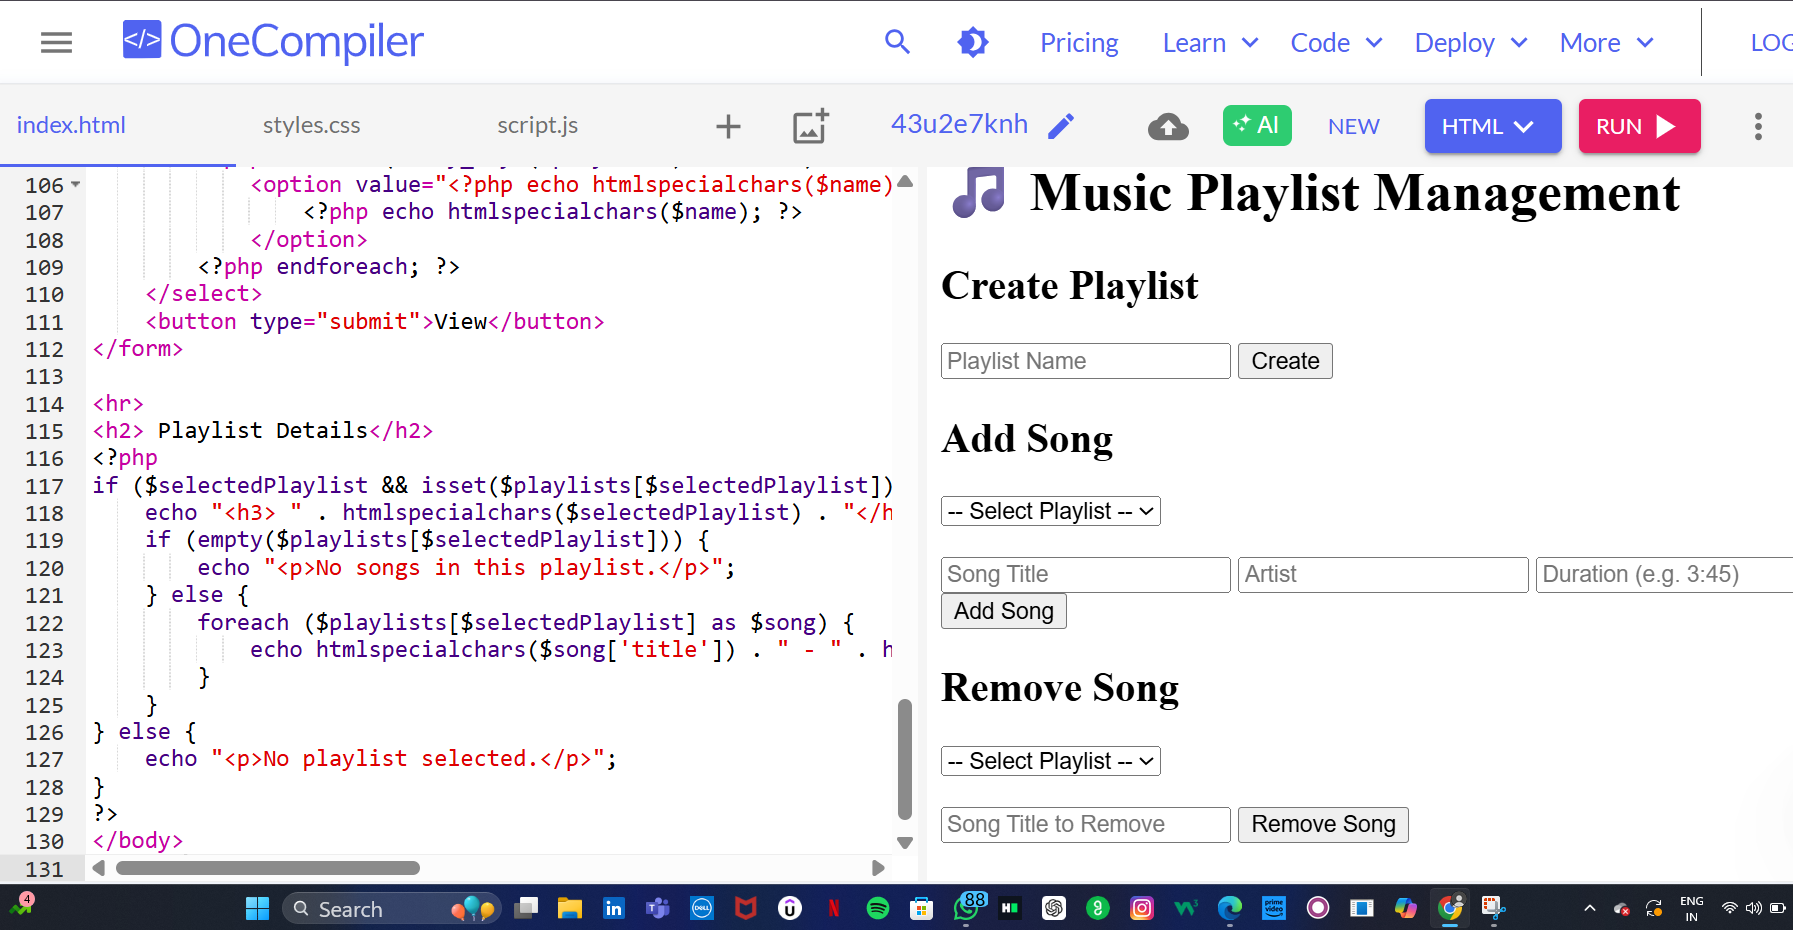 </> OneCompiler
Pricing Learn Code Deploy More LOG
index.html styles.css script.js 43u2e7knh AI NEW HTML RUN
106 <option value="<?php echo htmlspecialchars($name)
107 <?php echo htmlspecialchars($name); ?>
108 </option>
109 <?php endforeach; ?>
110 </select>
111 <button type="submit">View</button>
112 </form>
113
114 <hr>
115 <h2> Playlist Details</h2>
116 <?php
117 if ($selectedPlaylist && isset($playlists[$selectedPlaylist])
118 echo "<h3> " . htmlspecialchars($selectedPlaylist) . "</h
119 if (empty($playlists[$selectedPlaylist])) {
120 echo "<p>No songs in this playlist.</p>";
121 } else {
122 foreach ($playlists[$selectedPlaylist] as $song) {
123 echo htmlspecialchars($song['title']) . " - " . h
124 }
125 }
126 } else {
127 echo "<p>No playlist selected.</p>";
128 }
129 ?>
130 </body>
131
Music Playlist Management
Create Playlist
Playlist Name Create
Add Song
-- Select Playlist --
Song Title Artist Duration (e.g. 3:45)
Add Song
Remove Song
-- Select Playlist --
Song Title to Remove Remove Song
4 Search 88 ENG
IN